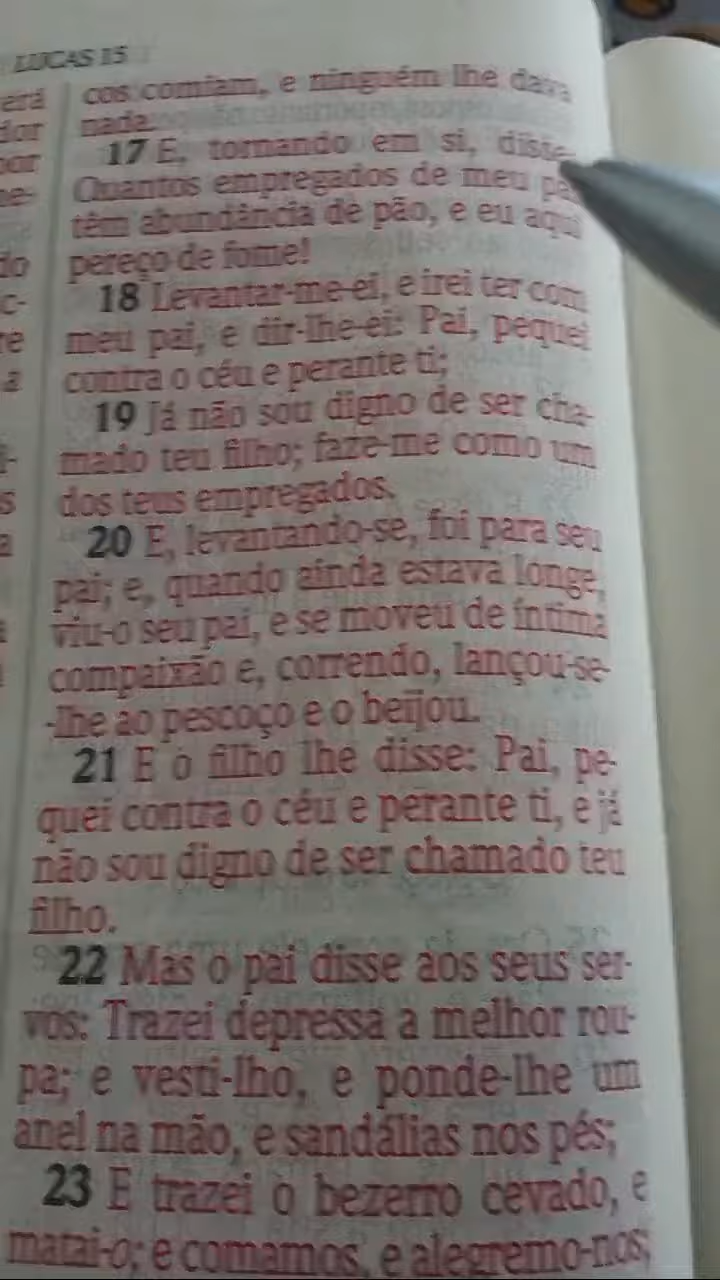 LUCAS 15
erá
dor
por
ne-
do
c-
re
a
i-
s
a
a
cos comiam, e ninguém lhe dava
nada.
17 E, tornando em si, disse:
Quantos empregados de meu pai
têm abundância de pão, e eu aqui
pereço de fome!
18 Levantar-me-ei, e irei ter com
meu pai, e dir-lhe-ei: Pai, pequei
contra o céu e perante ti;
19 Já não sou digno de ser cha-
mado teu filho; faze-me como um
dos teus empregados.
20 E, levantando-se, foi para seu
pai; e, quando ainda estava longe,
viu-o seu pai, e se moveu de íntima
compaixão e, correndo, lançou-se-
-lhe ao pescoço e o beijou.
21 E o filho lhe disse: Pai, pe-
quei contra o céu e perante ti, e já
não sou digno de ser chamado teu
filho.
22 Mas o pai disse aos seus ser-
vos: Trazei depressa a melhor rou-
pa; e vesti-lho, e ponde-lhe um
anel na mão, e sandálias nos pés;
23 E trazei o bezerro cevado, e
matai-o; e comamos, e alegremo-nos;